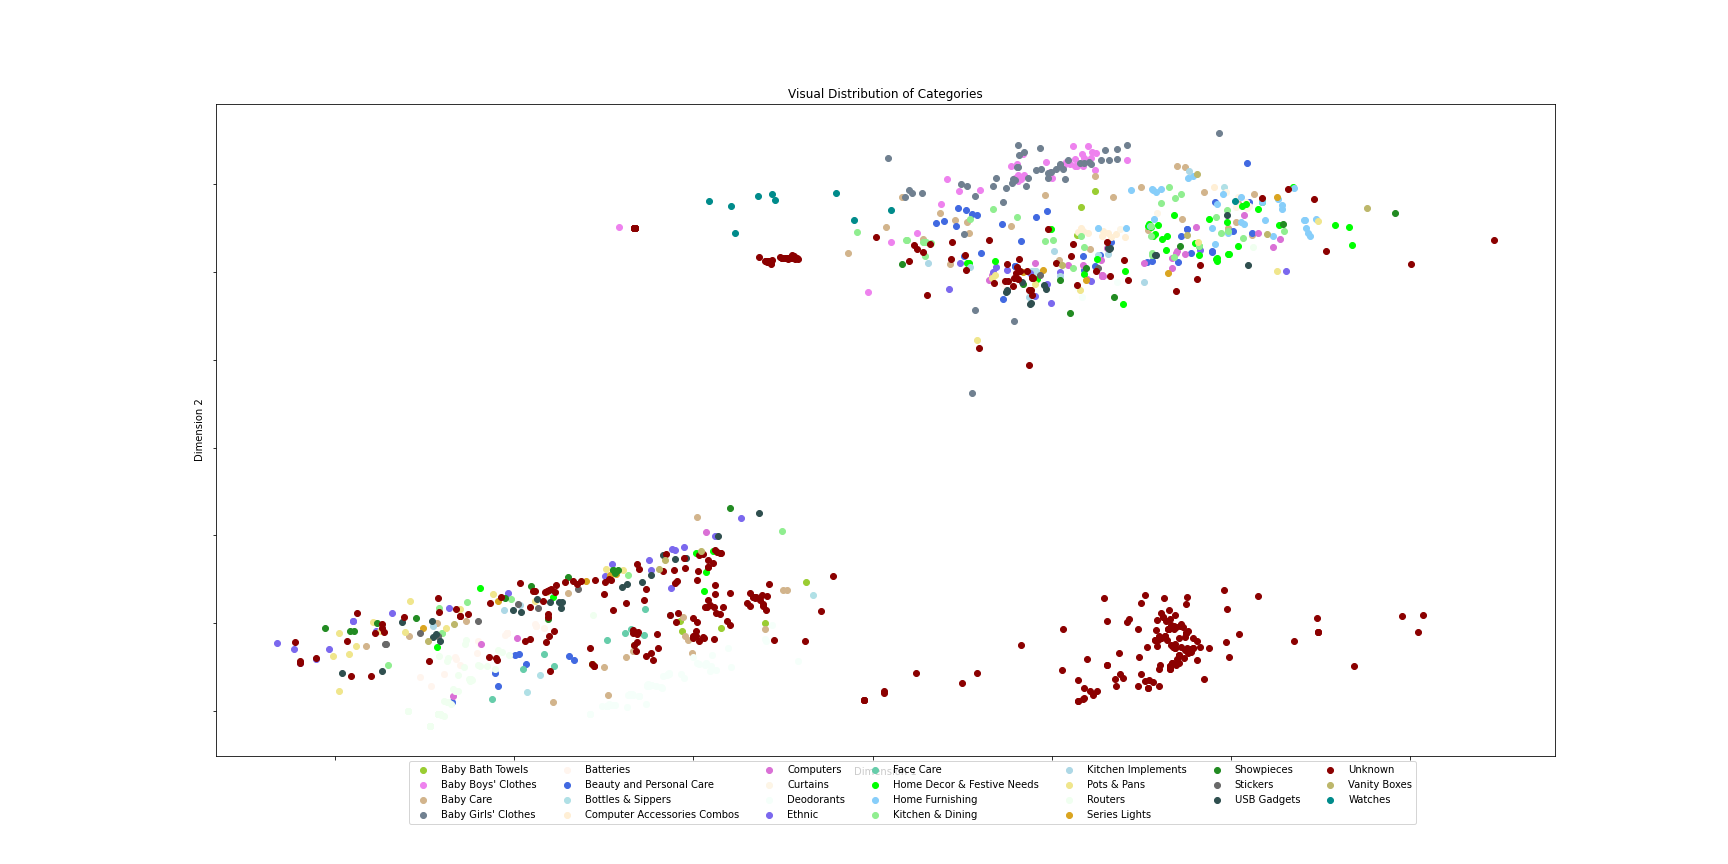 Visual Distribution of Categories
Dimension 2
Dimension
Baby Bath Towels
Baby Boys' Clothes
Baby Care
Baby Girls' Clothes
Batteries
Beauty and Personal Care
Bottles & Sippers
Computer Accessories Combos
Computers
Curtains
Deodorants
Ethnic
Face Care
Home Decor & Festive Needs
Home Furnishing
Kitchen & Dining
Kitchen Implements
Pots & Pans
Routers
Series Lights
Showpieces
Stickers
USB Gadgets
Unknown
Vanity Boxes
Watches